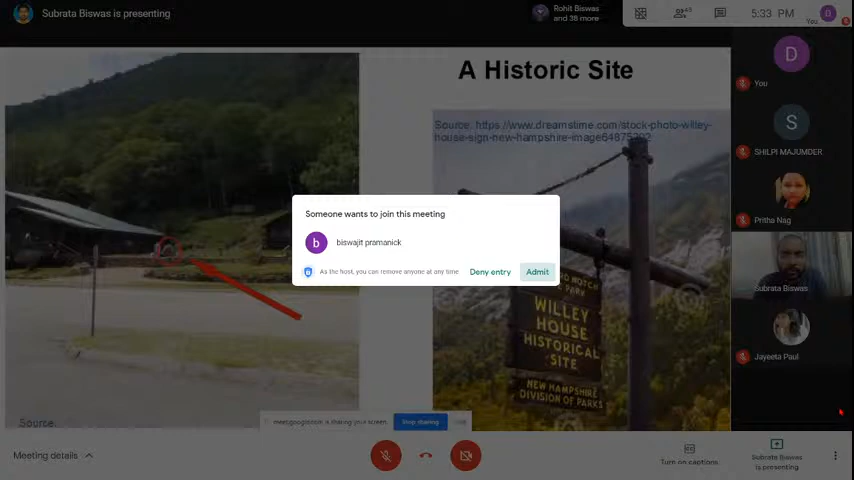 Subrata Biswas is presenting
Rohit Biswas
and 38 more
5:33 PM
D
You
A Historic Site
Source: https://www.dreamstime.com/stock-photo-willey-
house-sign-new-hampshire-image64875202
D
You
S
SHILPI MAJUMDER
Pritha Nag
Subrata Biswas
Jayeeta Paul
Someone wants to join this meeting
b
biswajit pramanick
As the host, you can remove anyone at any time.
Deny entry
Admit
PARK
WILLEY
HOUSE
HISTORICAL
SITE
NEW HAMPSHIRE
DIVISION OF PARKS
Source:
meet.google.com is sharing your screen.
Stop sharing
Meeting details
Turn on captions
Subrata Biswas
is presenting